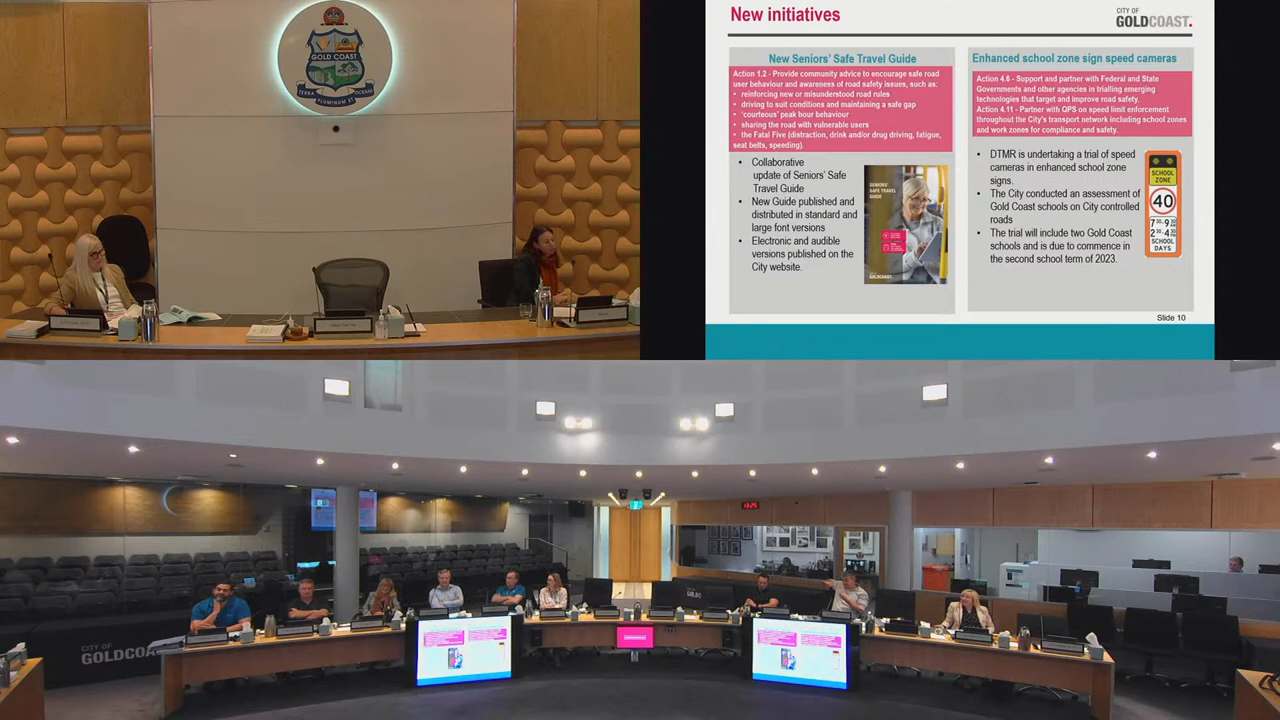 GOLD COAST
New initiatives
CITY OF
GOLDCOAST.
New Seniors' Safe Travel Guide
Action 1.2 - Provide community advice to encourage safe road
user behaviour and awareness of road safety issues, such as:
• reinforcing new or misunderstood road rules
• driving to suit conditions and maintaining a safe gap
• 'courteous' peak hour behaviour
• sharing the road with vulnerable users
• the Fatal Five (distraction, drink and/or drug driving, fatigue,
seat belts, speeding).
• Collaborative
update of Seniors' Safe
Travel Guide
• New Guide published and
distributed in standard and
large font versions
• Electronic and audible
versions published on the
City website.
SENIORS'
SAFE TRAVEL
GUIDE
GOLDCOAST.
Enhanced school zone sign speed cameras
Action 4.6 - Support and partner with Federal and State
Governments and other agencies in trialling emerging
technologies that target and improve road safety.
Action 4.11 - Partner with QPS on speed limit enforcement
throughout the City's transport network including school zones
and work zones for compliance and safety.
• DTMR is undertaking a trial of speed
cameras in enhanced school zone
signs.
• The City conducted an assessment of
Gold Coast schools on City controlled
roads
• The trial will include two Gold Coast
schools and is due to commence in
the second school term of 2023.
SCHOOL
ZONE
40
SCHOOL
DAYS
Slide 10
CITY OF
GOLDCOA